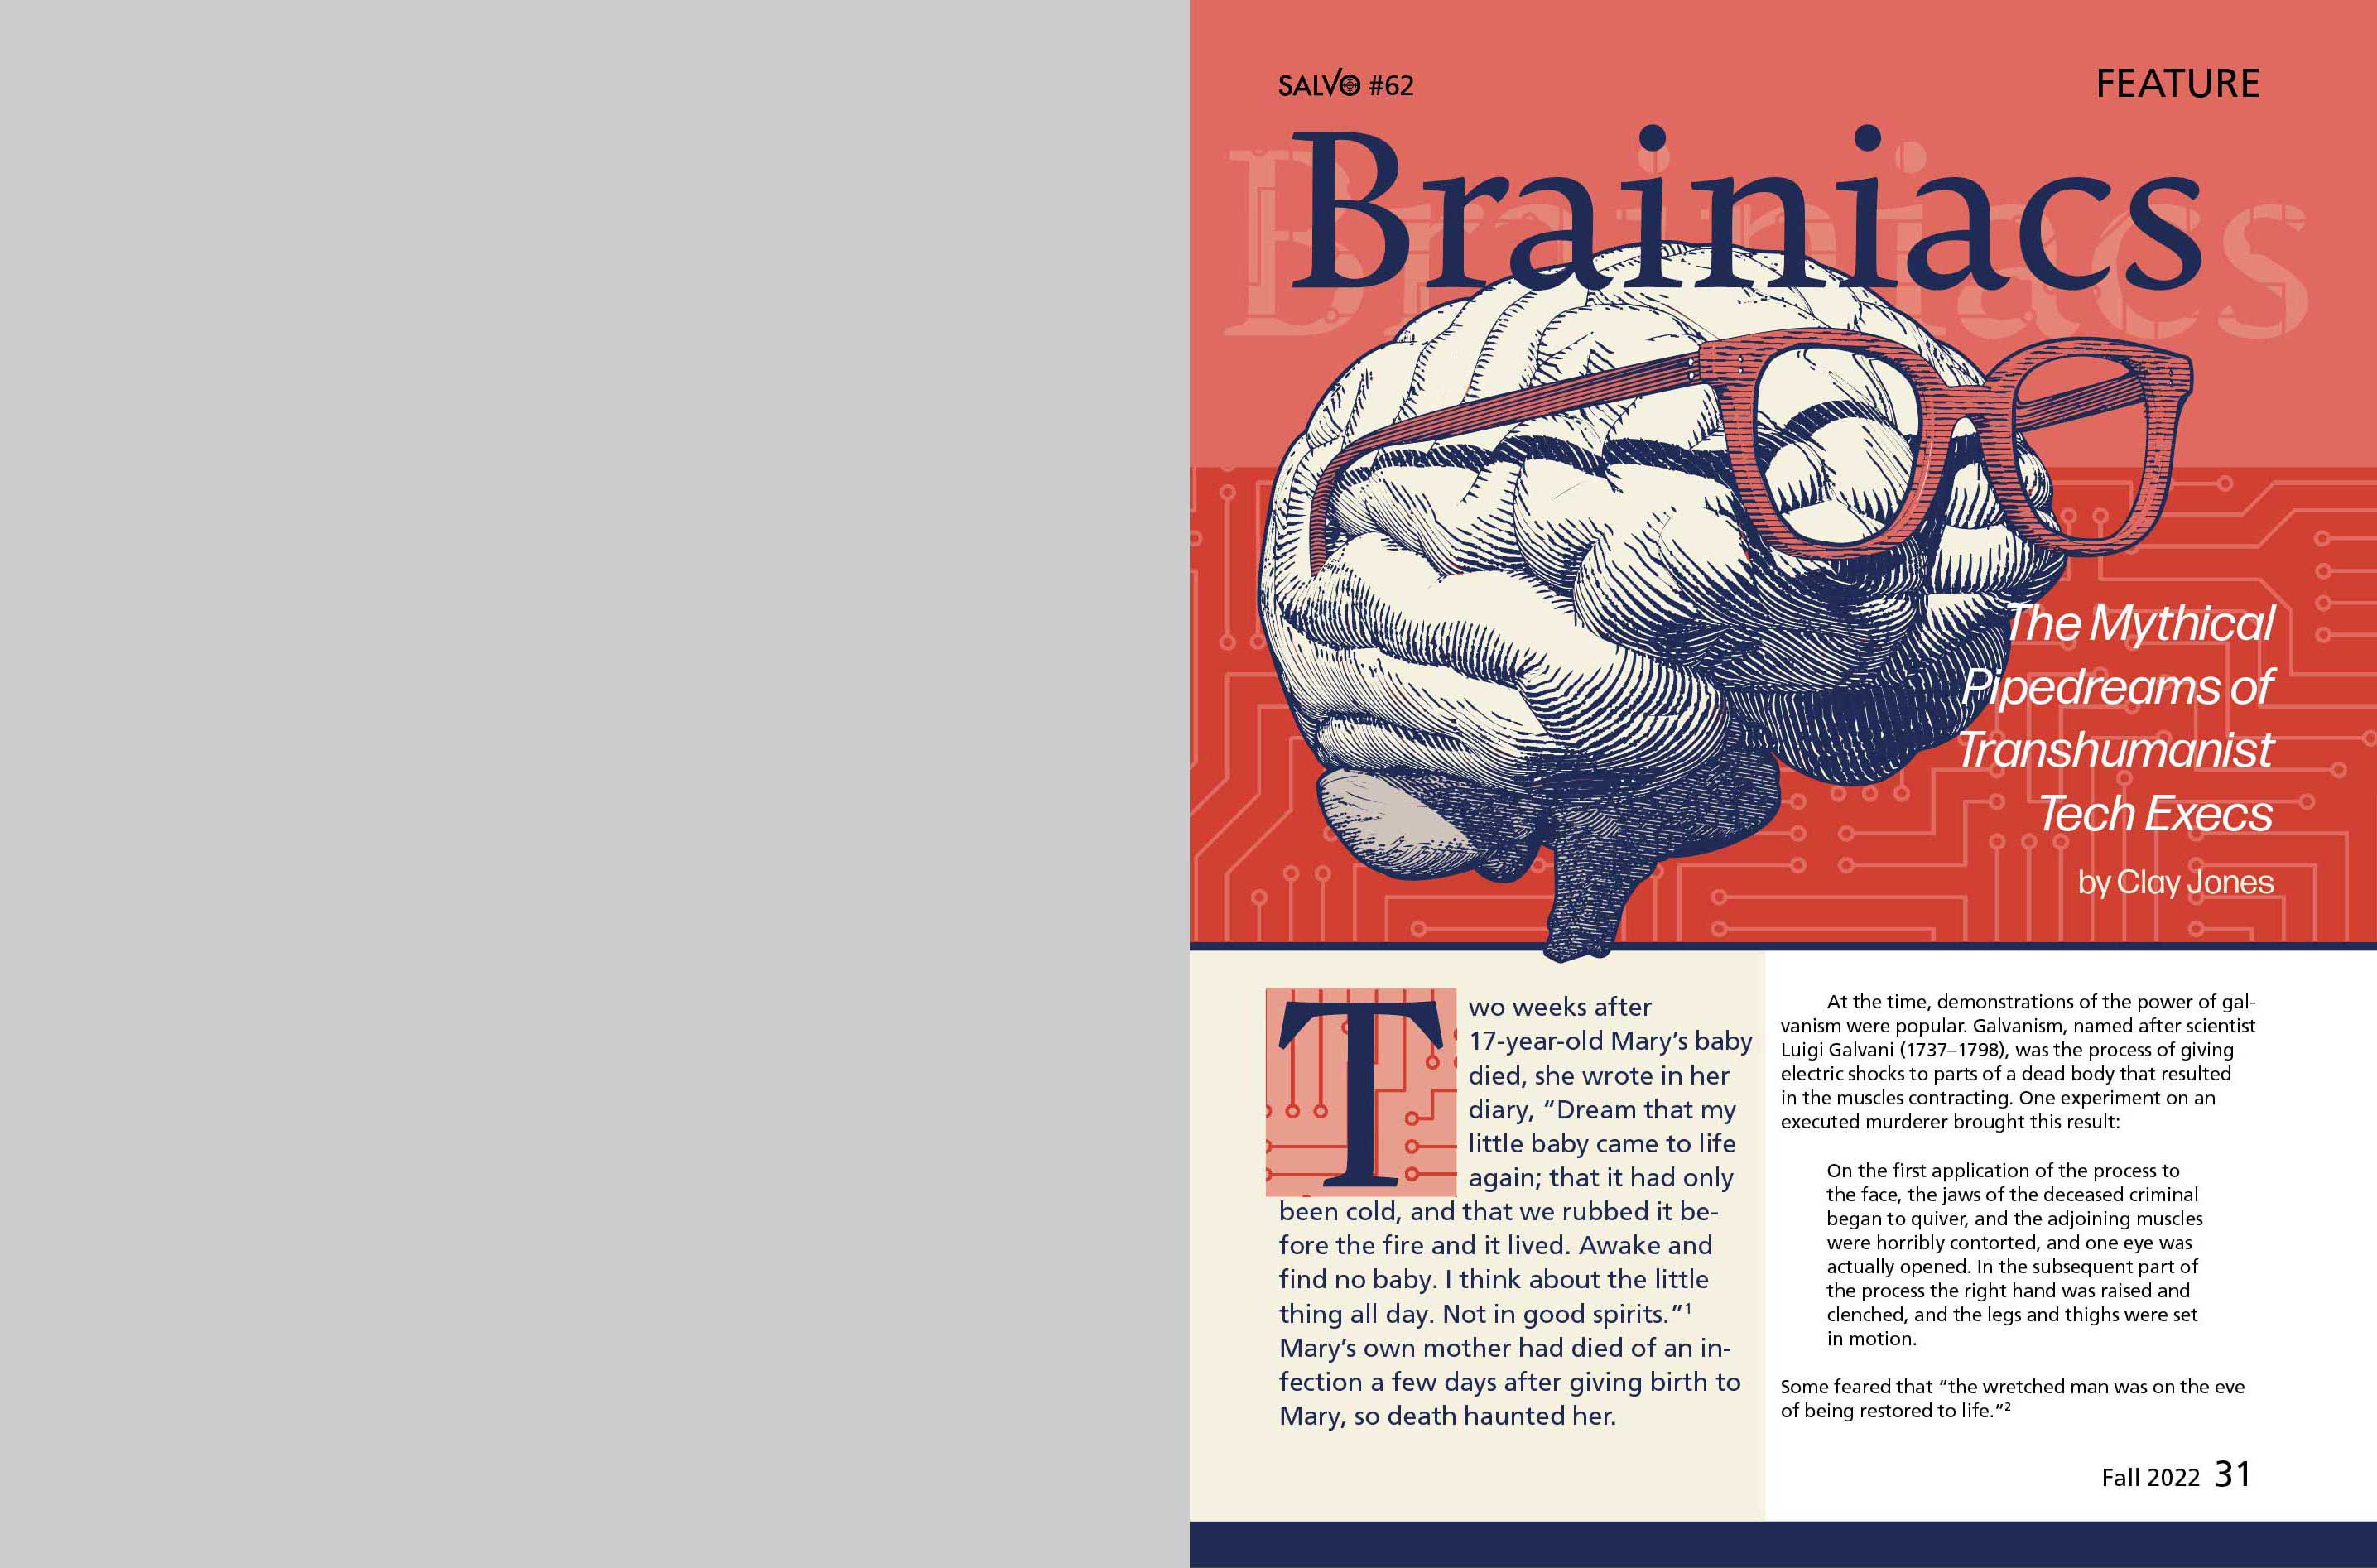 SALVO #62
FEATURE
Brainiacs
Brainiacs
The Mythical
Pipedreams of
Transhumanist
Tech Execs
by Clay Jones
Two weeks after
17-year-old Mary’s baby
died, she wrote in her
diary, “Dream that my
little baby came to life
again; that it had only
been cold, and that we rubbed it be-
fore the fire and it lived. Awake and
find no baby. I think about the little
thing all day. Not in good spirits.”1
Mary’s own mother had died of an in-
fection a few days after giving birth to
Mary, so death haunted her.
At the time, demonstrations of the power of gal-
vanism were popular. Galvanism, named after scientist
Luigi Galvani (1737–1798), was the process of giving
electric shocks to parts of a dead body that resulted
in the muscles contracting. One experiment on an
executed murderer brought this result:
On the first application of the process to
the face, the jaws of the deceased criminal
began to quiver, and the adjoining muscles
were horribly contorted, and one eye was
actually opened. In the subsequent part of
the process the right hand was raised and
clenched, and the legs and thighs were set
in motion.
Some feared that “the wretched man was on the eve
of being restored to life.”2
Fall 2022 31